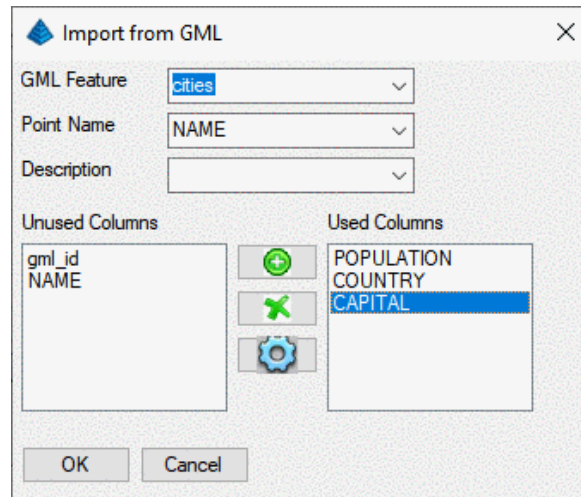 Import from GML
GML Feature cities
Point Name NAME
Description
Unused Columns Used Columns
gml_id POPULATION
NAME COUNTRY
CAPITAL
OK Cancel